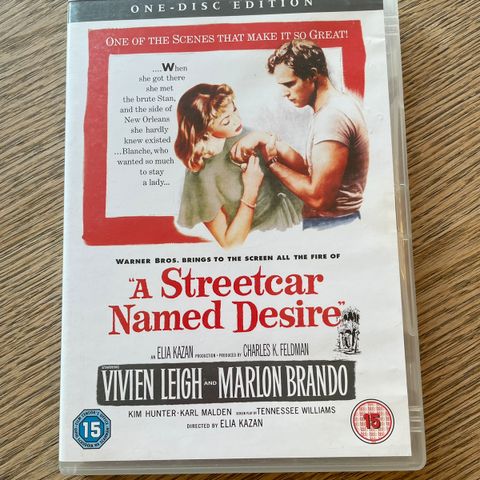 ONE-DISC EDITION
ONE OF THE SCENES THAT MAKE IT SO GREAT!
....When
she got there
she met
the brute Stan,
and the side of
New Orleans
she hardly
knew existed
...Blanche, who
wanted so much
to stay
a lady...
WARNER BROS. BRINGS TO THE SCREEN ALL THE FIRE OF
"A STREETCAR
NAMED DESIRE"
AN ELIA KAZAN PRODUCTION · PRODUCED BY CHARLES K. FELDMAN
STARRING
VIVIEN LEIGH AND MARLON BRANDO
KIM HUNTER · KARL MALDEN SCREEN PLAY BY TENNESSEE WILLIAMS
DIRECTED BY ELIA KAZAN
15
15